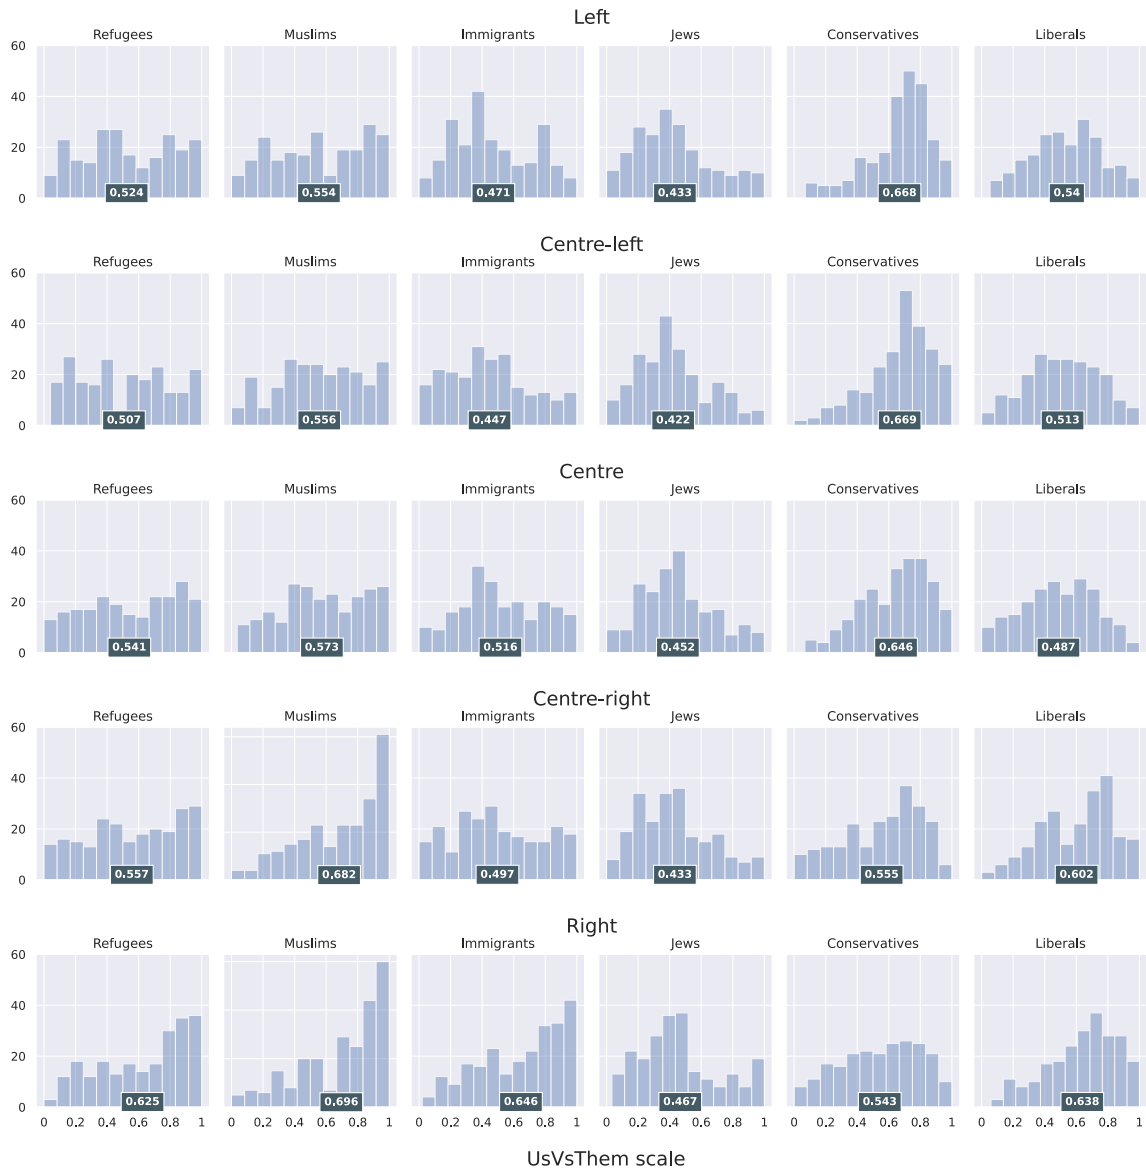 Left
Refugees Muslims Immigrants Jews Conservatives Liberals
60
40
20
0
0.524 0.554 0.471 0.433 0.668 0.54
Centre-left
Refugees Muslims Immigrants Jews Conservatives Liberals
60
40
20
0
0.507 0.556 0.447 0.422 0.669 0.513
Centre
Refugees Muslims Immigrants Jews Conservatives Liberals
60
40
20
0
0.541 0.573 0.516 0.452 0.646 0.487
Centre-right
Refugees Muslims Immigrants Jews Conservatives Liberals
60
40
20
0
0.557 0.682 0.497 0.433 0.555 0.602
Right
Refugees Muslims Immigrants Jews Conservatives Liberals
60
40
20
0
0.625 0.696 0.646 0.467 0.543 0.638
0 0.2 0.4 0.6 0.8 1 0 0.2 0.4 0.6 0.8 1 0 0.2 0.4 0.6 0.8 1 0 0.2 0.4 0.6 0.8 1 0 0.2 0.4 0.6 0.8 1 0 0.2 0.4 0.6 0.8 1
UsVsThem scale